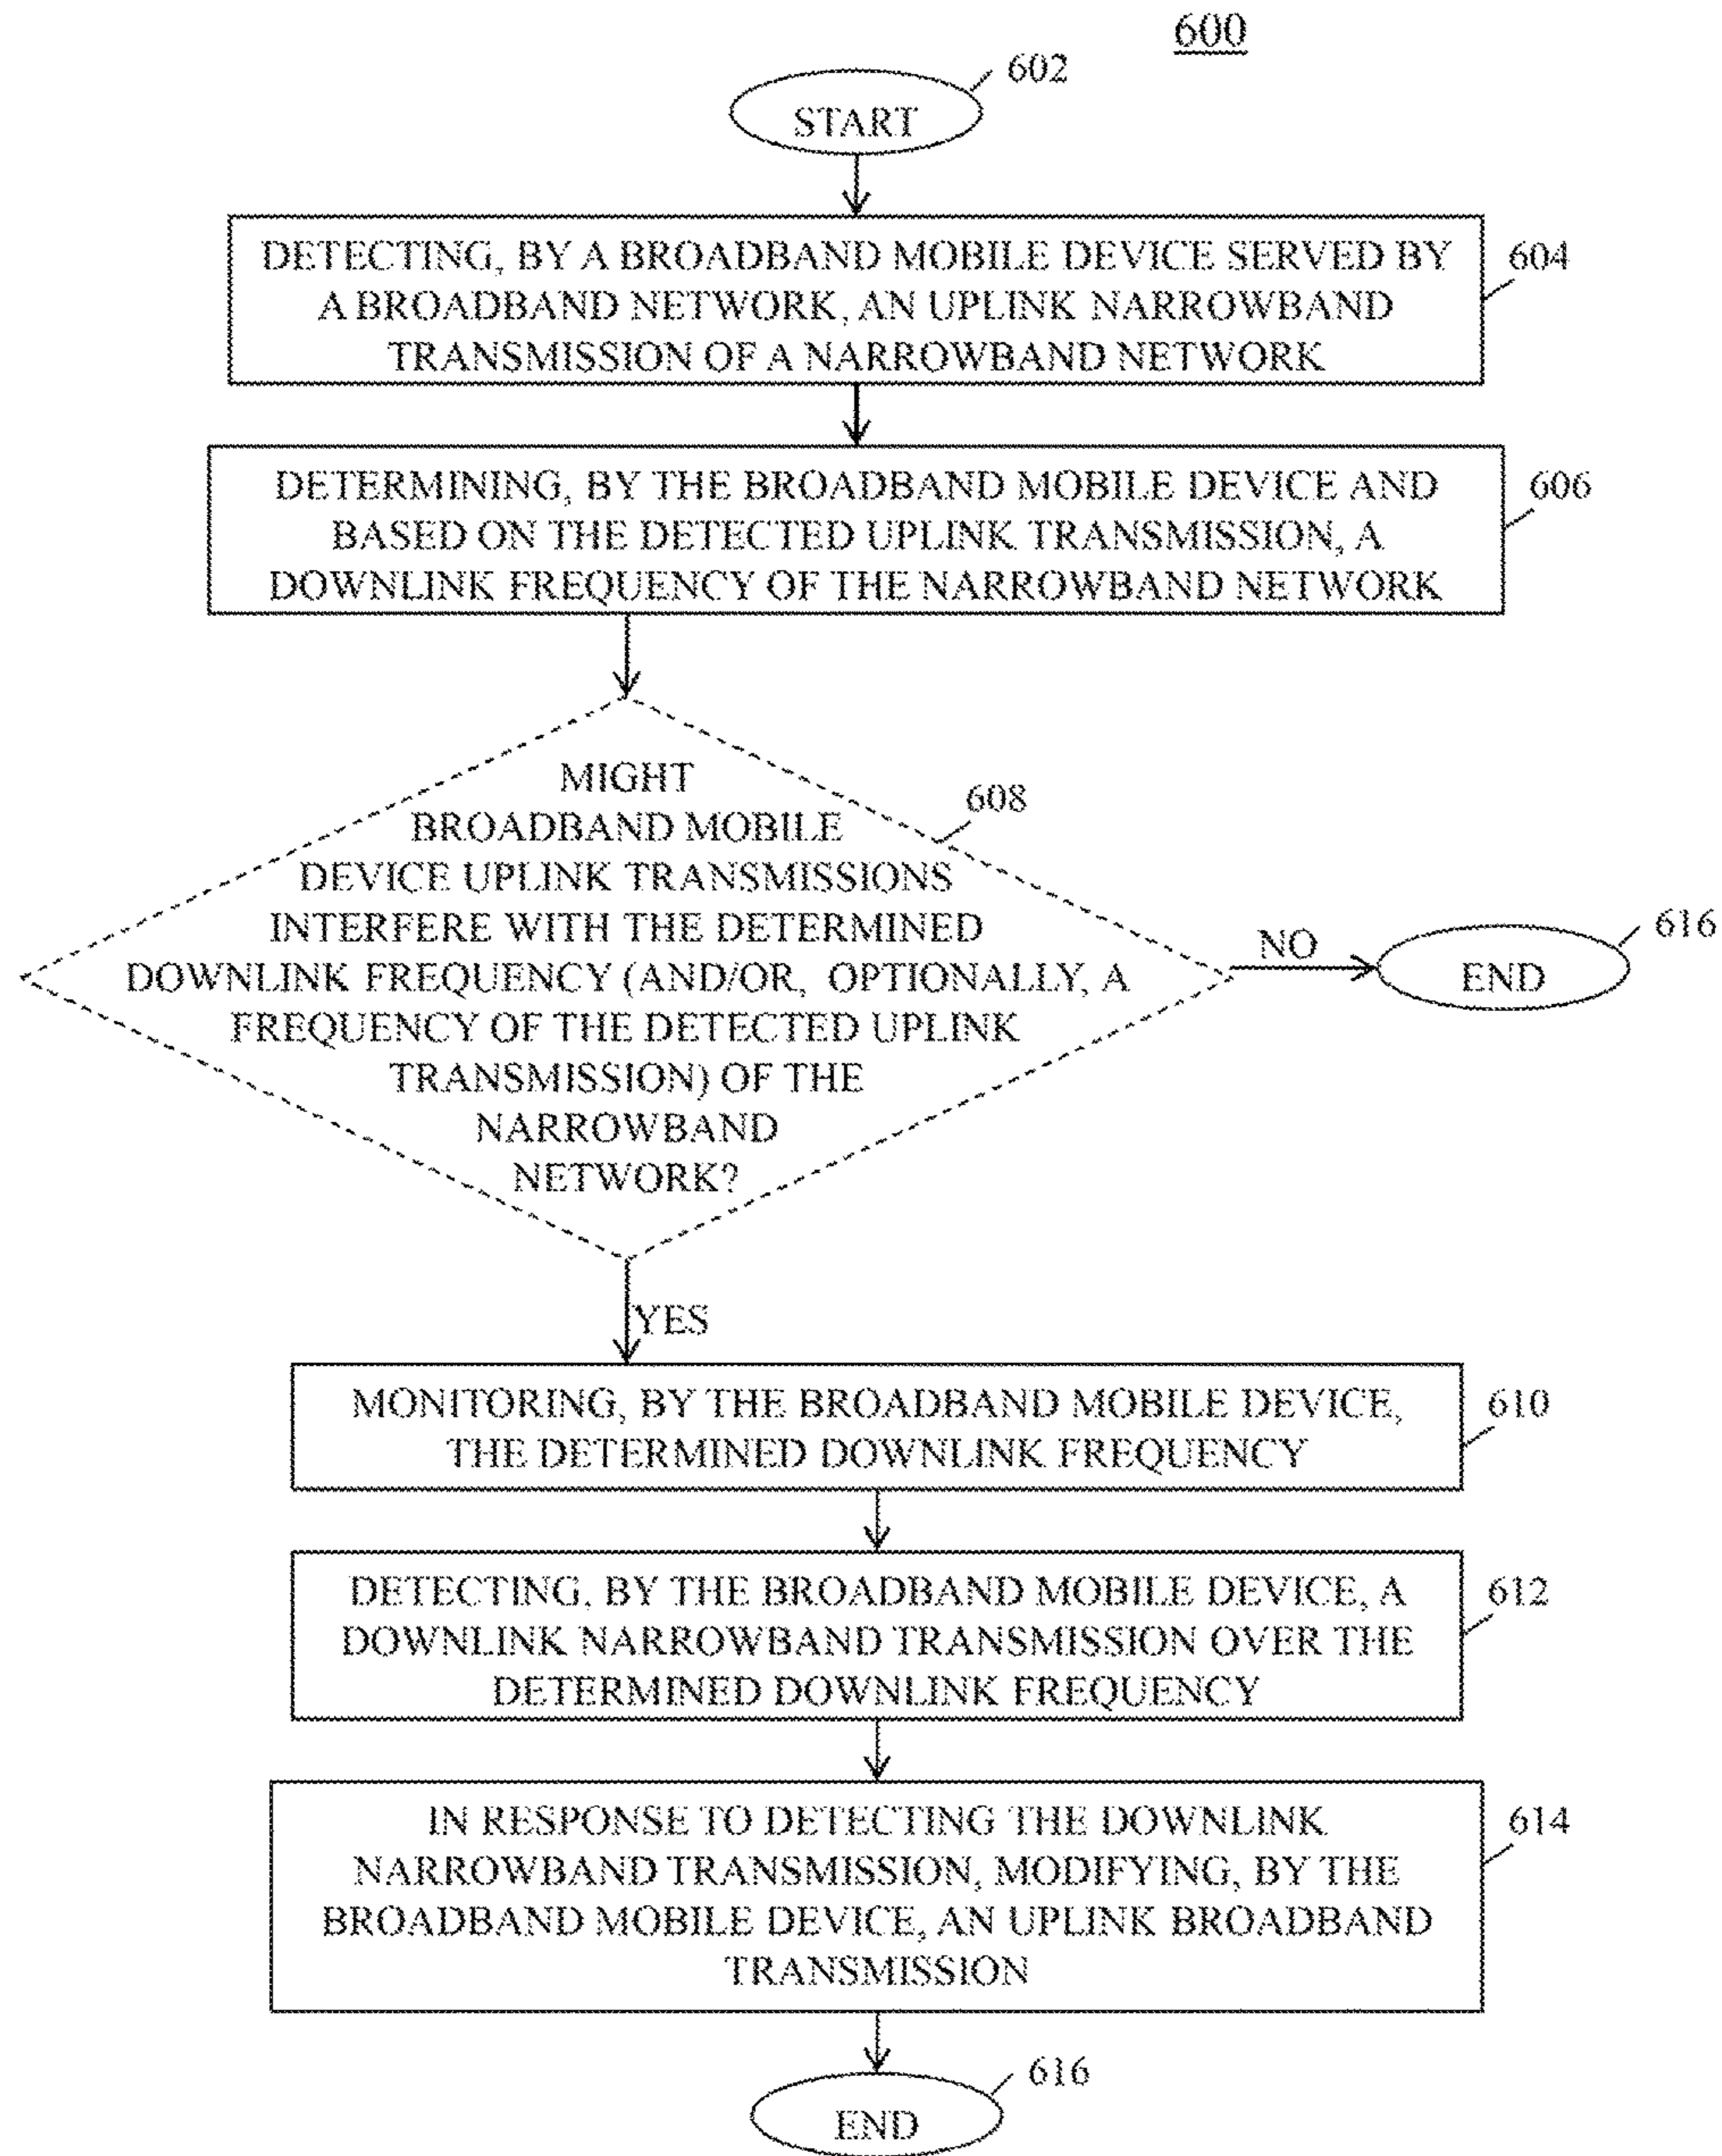 600
602
START
DETECTING, BY A BROADBAND MOBILE DEVICE SERVED BY
A BROADBAND NETWORK, AN UPLINK NARROWBAND
TRANSMISSION OF A NARROWBAND NETWORK
604
DETERMINING, BY THE BROADBAND MOBILE DEVICE AND
BASED ON THE DETECTED UPLINK TRANSMISSION, A
DOWNLINK FREQUENCY OF THE NARROWBAND NETWORK
606
MIGHT
BROADBAND MOBILE
DEVICE UPLINK TRANSMISSIONS
INTERFERE WITH THE DETERMINED
DOWNLINK FREQUENCY (AND/OR, OPTIONALLY, A
FREQUENCY OF THE DETECTED UPLINK
TRANSMISSION) OF THE
NARROWBAND
NETWORK?
608
NO
END
616
YES
MONITORING, BY THE BROADBAND MOBILE DEVICE,
THE DETERMINED DOWNLINK FREQUENCY
610
DETECTING, BY THE BROADBAND MOBILE DEVICE, A
DOWNLINK NARROWBAND TRANSMISSION OVER THE
DETERMINED DOWNLINK FREQUENCY
612
IN RESPONSE TO DETECTING THE DOWNLINK
NARROWBAND TRANSMISSION, MODIFYING, BY THE
BROADBAND MOBILE DEVICE, AN UPLINK BROADBAND
TRANSMISSION
614
END
616